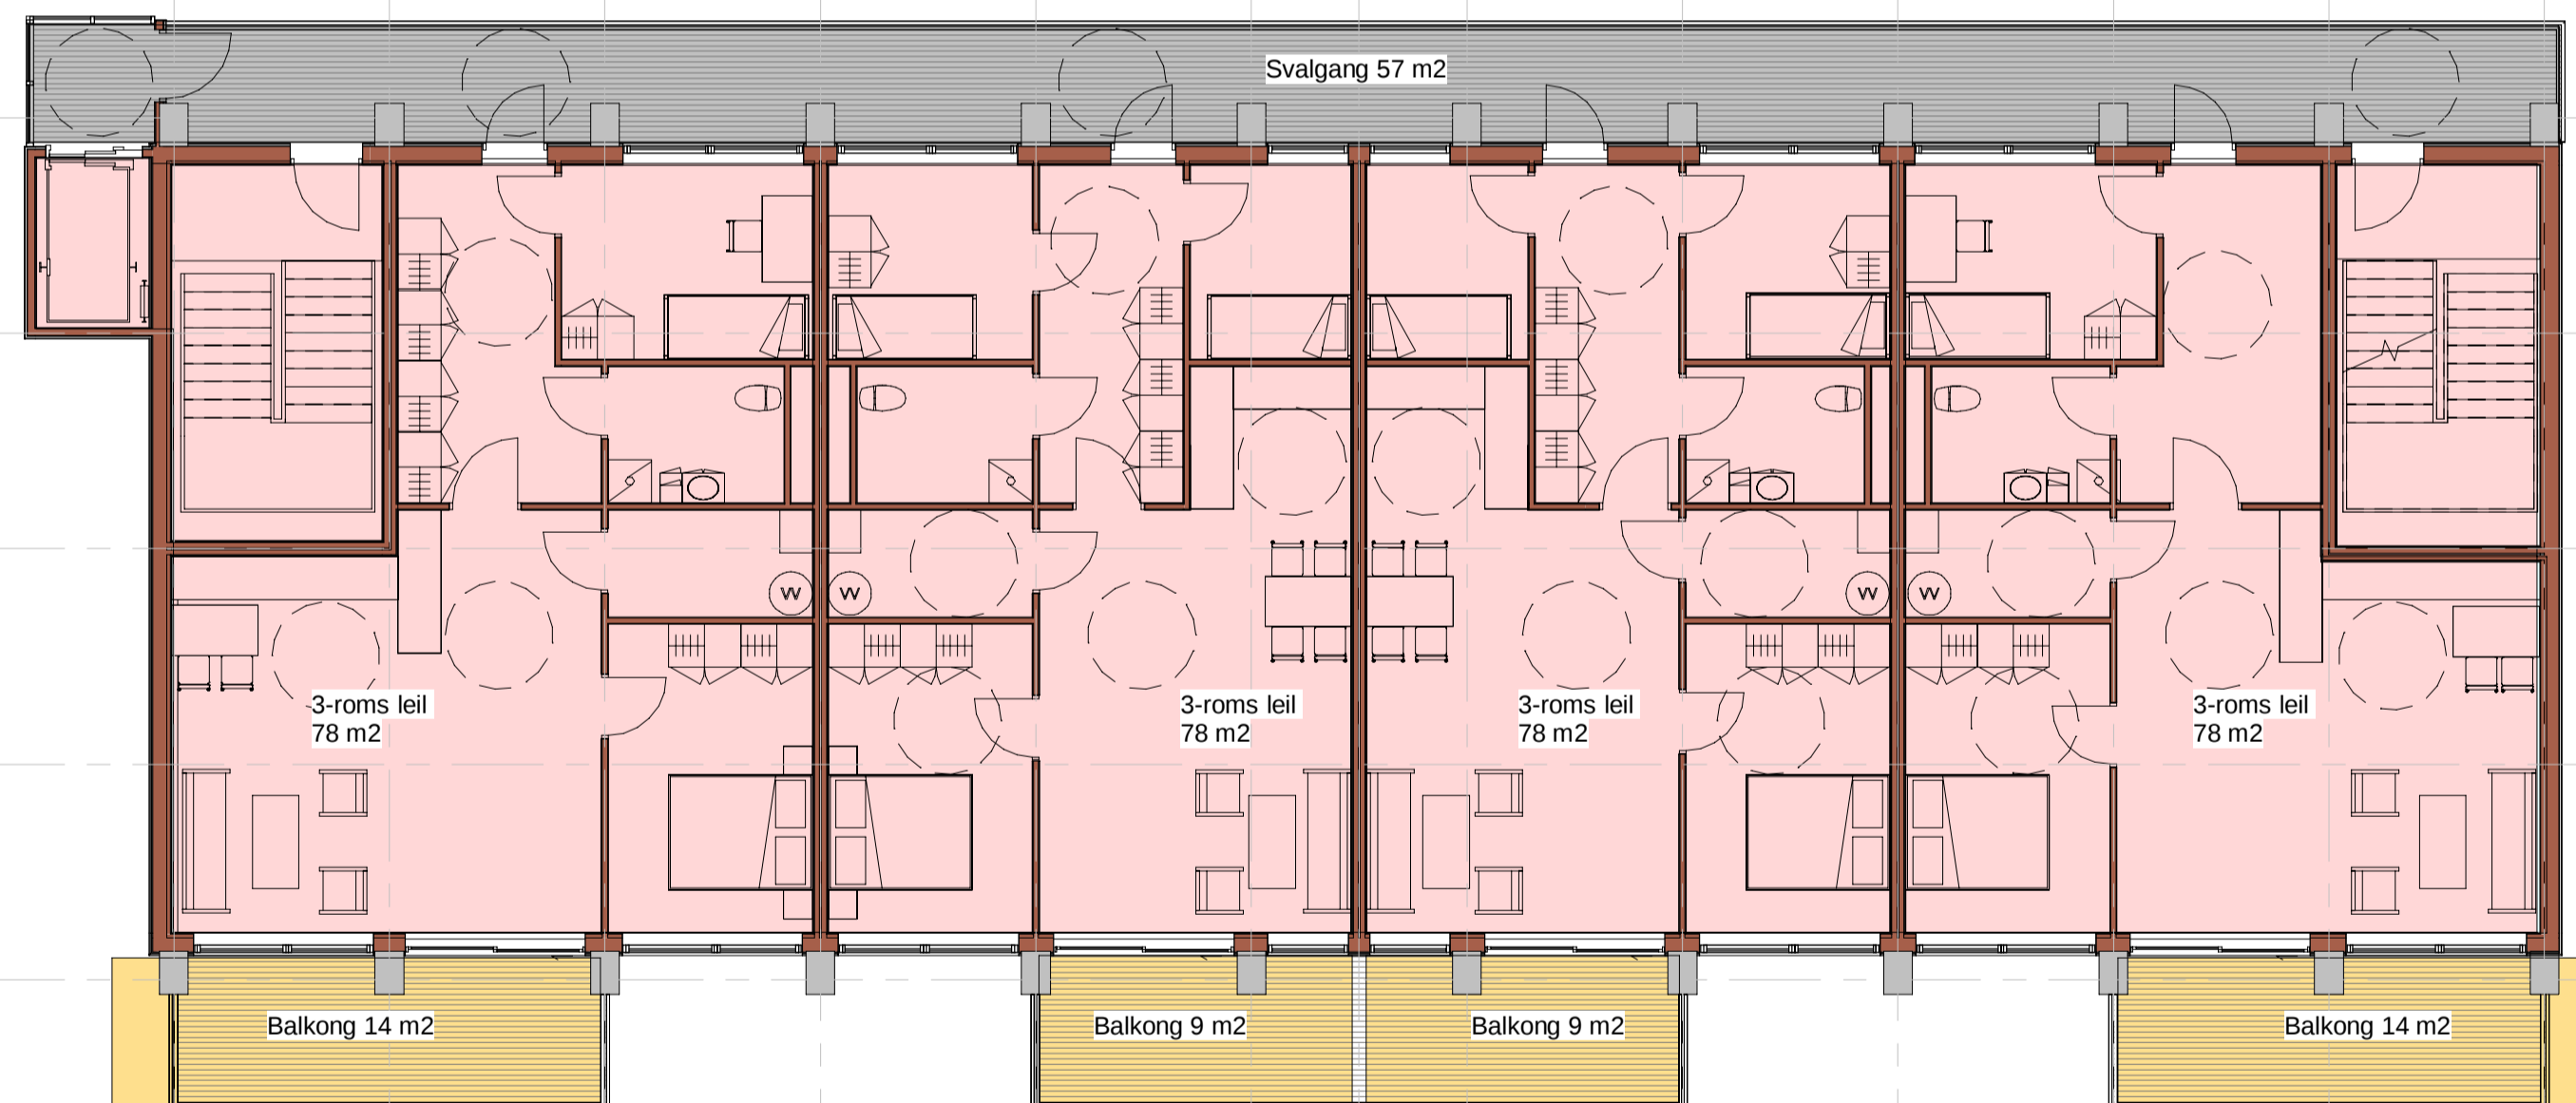 Svalgang 57 m2
W
W
W
W
3-roms leil
78 m2
3-roms leil
78 m2
3-roms leil
78 m2
3-roms leil
78 m2
Balkong 14 m2
Balkong 9 m2
Balkong 9 m2
Balkong 14 m2